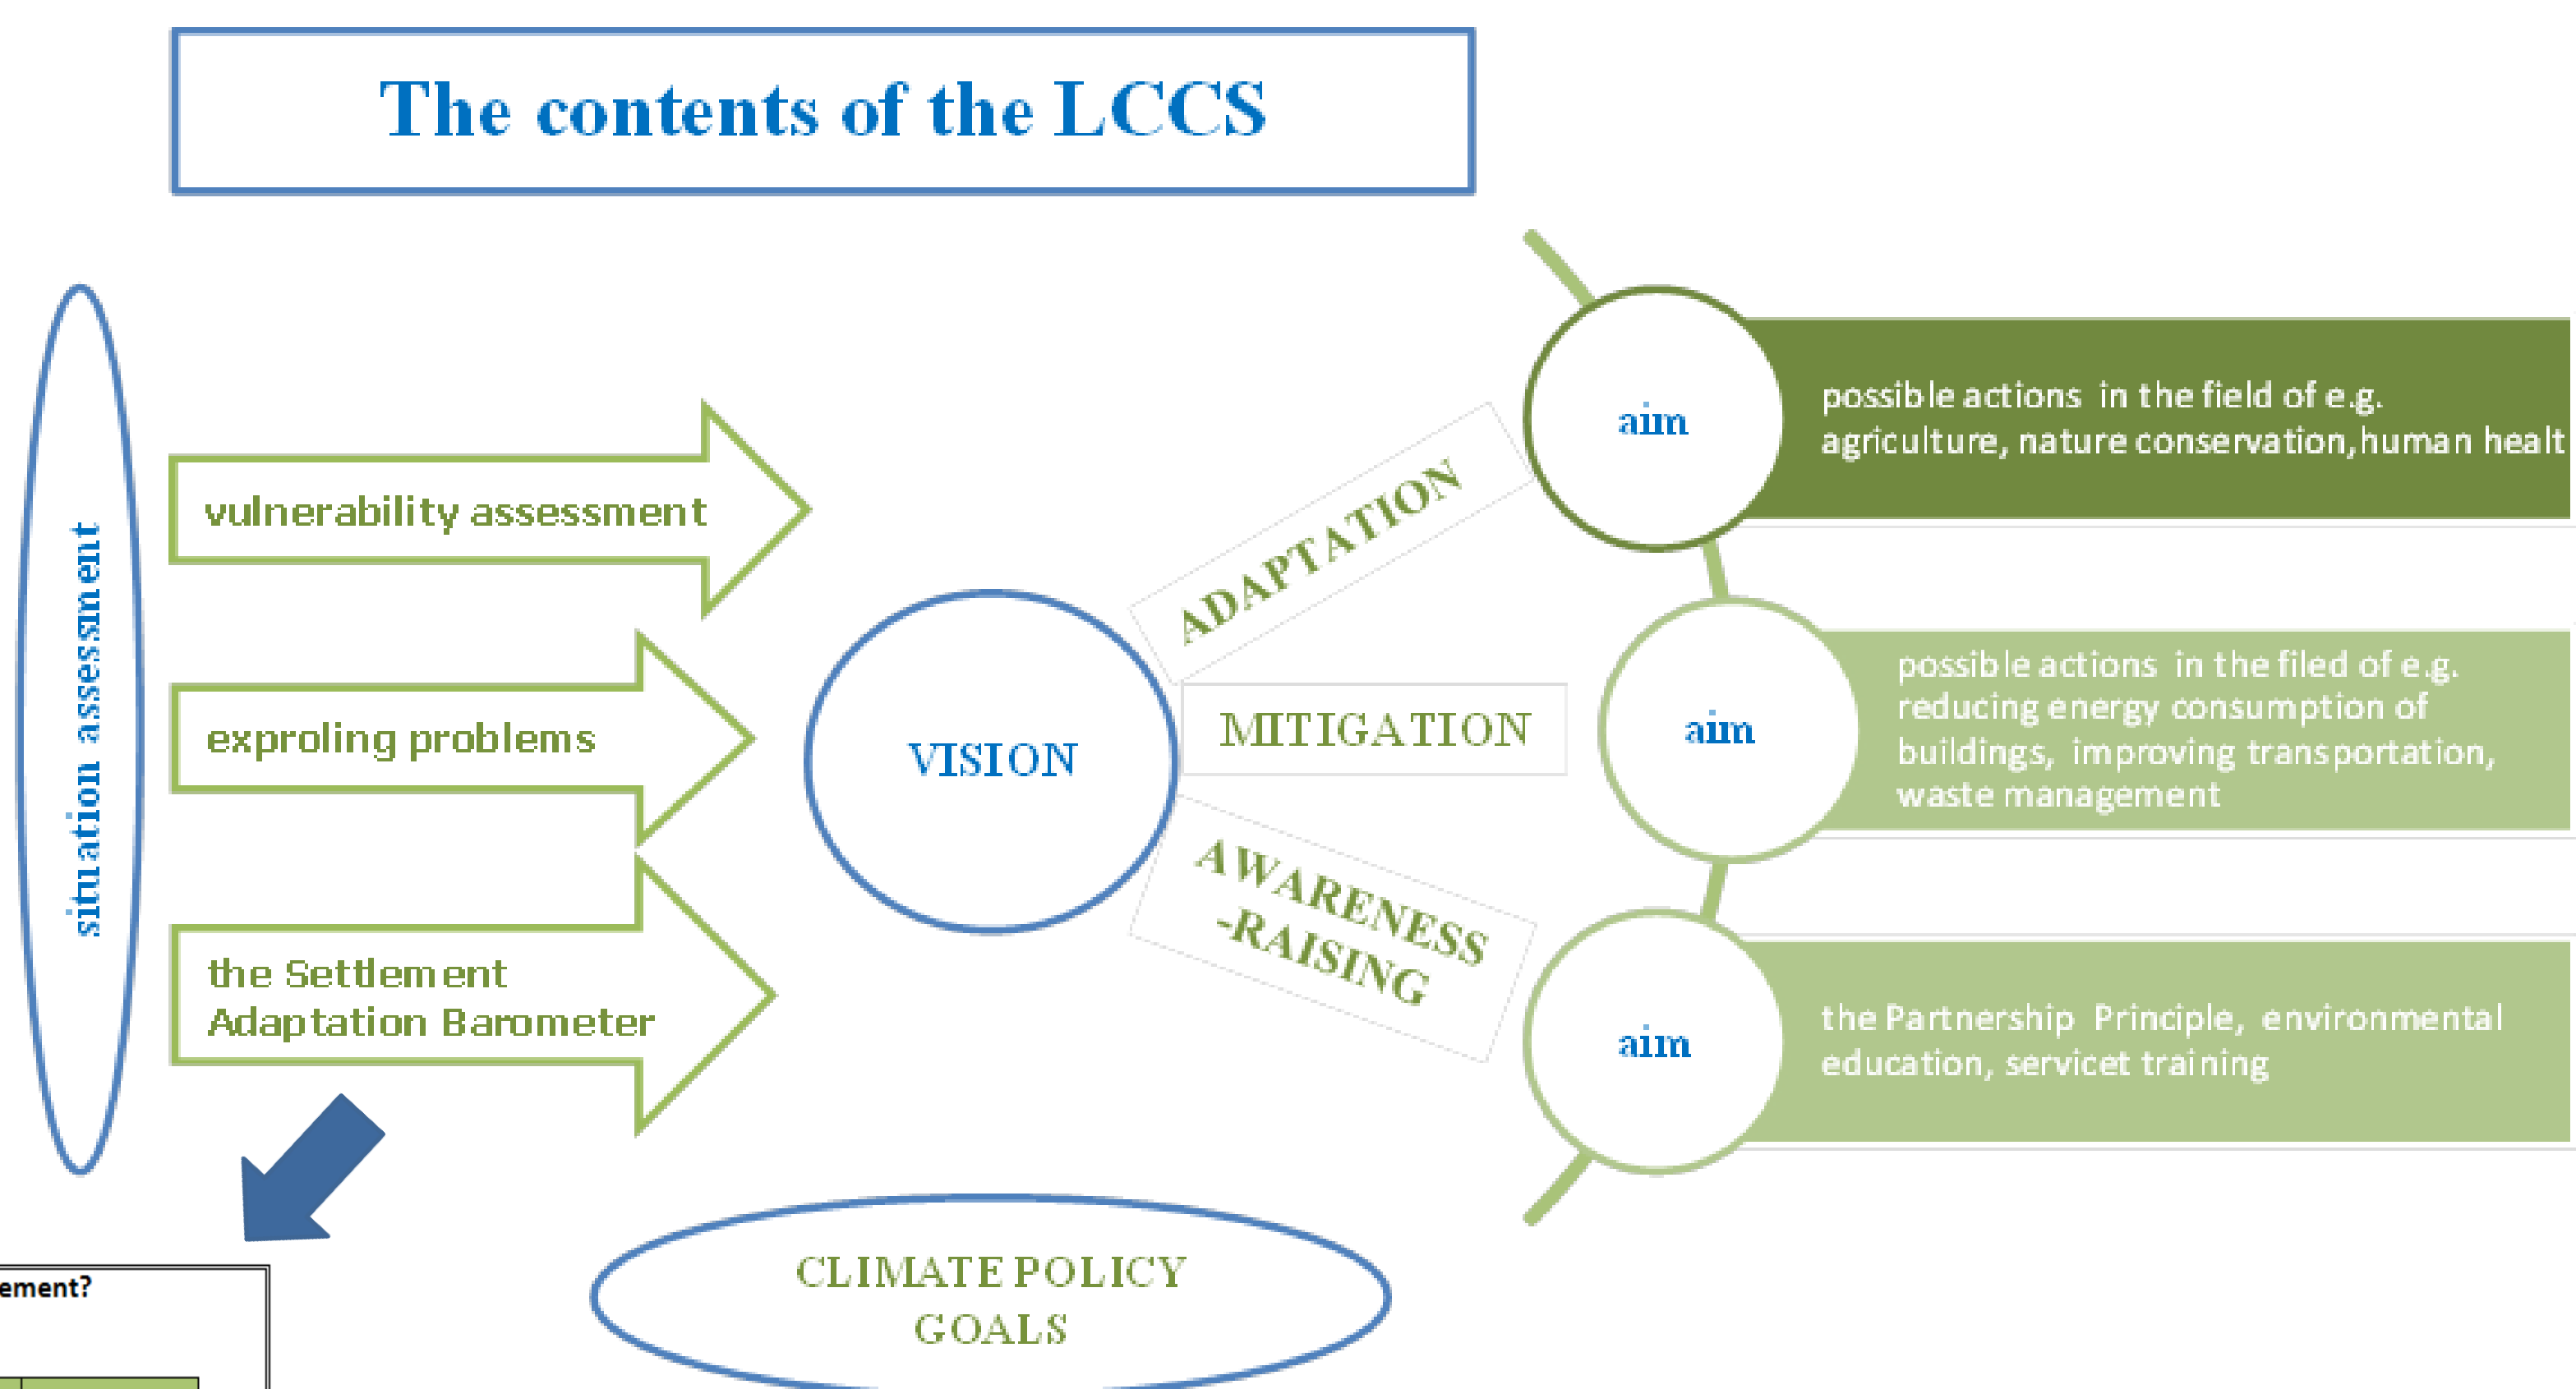 The contents of the LCCS
situation assessment
vulnerability assessment
exproling problems
the Settlement
Adaptation Barometer
VISION
ADAPTATION
MITIGATION
AWARENESS
-RAISING
aim
possible actions in the field of e.g.
agriculture, nature conservation,human healt
aim
possible actions in the filed of e.g.
reducing energy consumption of
buildings, improving transportation,
waste management
aim
the Partnership Principle, environmental
education, servicet training
CLIMATE POLICY
GOALS
ement?